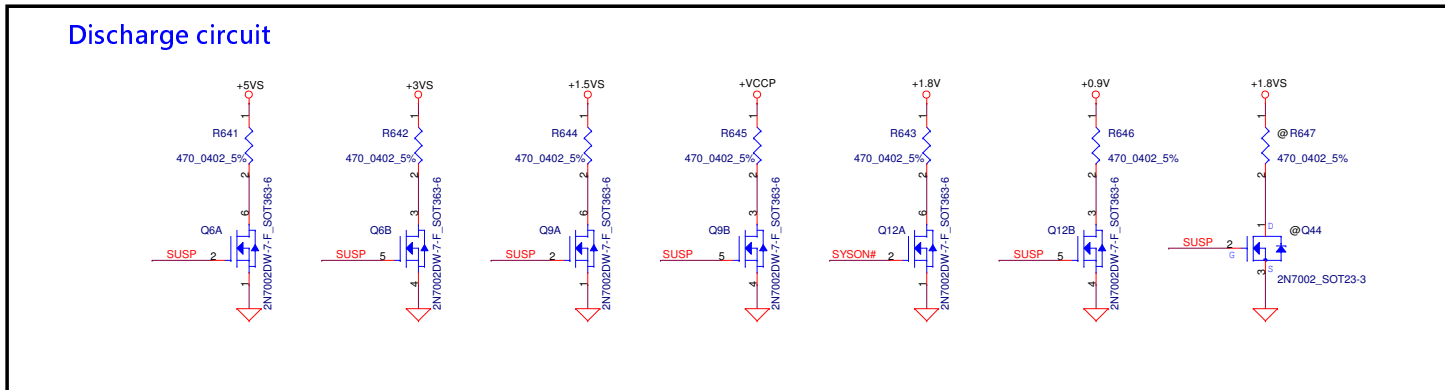 Discharge circuit
+5VS
+3VS
+1.5VS
+VCCP
+1.8V
+0.9V
+1.8VS
1
1
1
1
1
1
1
R641
R642
R644
R645
R643
R646
@R647
470_0402_5%
470_0402_5%
470_0402_5%
470_0402_5%
470_0402_5%
470_0402_5%
470_0402_5%
2
2
2
2
2
2
2
6
3
6
3
6
3
1
D
Q6A
Q6B
Q9A
Q9B
Q12A
Q12B
@Q44
SUSP 2
SUSP 5
SUSP 2
SUSP 5
SYSON# 2
SUSP 5
SUSP 2
G
S
1
4
1
4
1
4
3
2N7002DW-7-F_SOT363-6
2N7002DW-7-F_SOT363-6
2N7002DW-7-F_SOT363-6
2N7002DW-7-F_SOT363-6
2N7002DW-7-F_SOT363-6
2N7002DW-7-F_SOT363-6
2N7002_SOT23-3